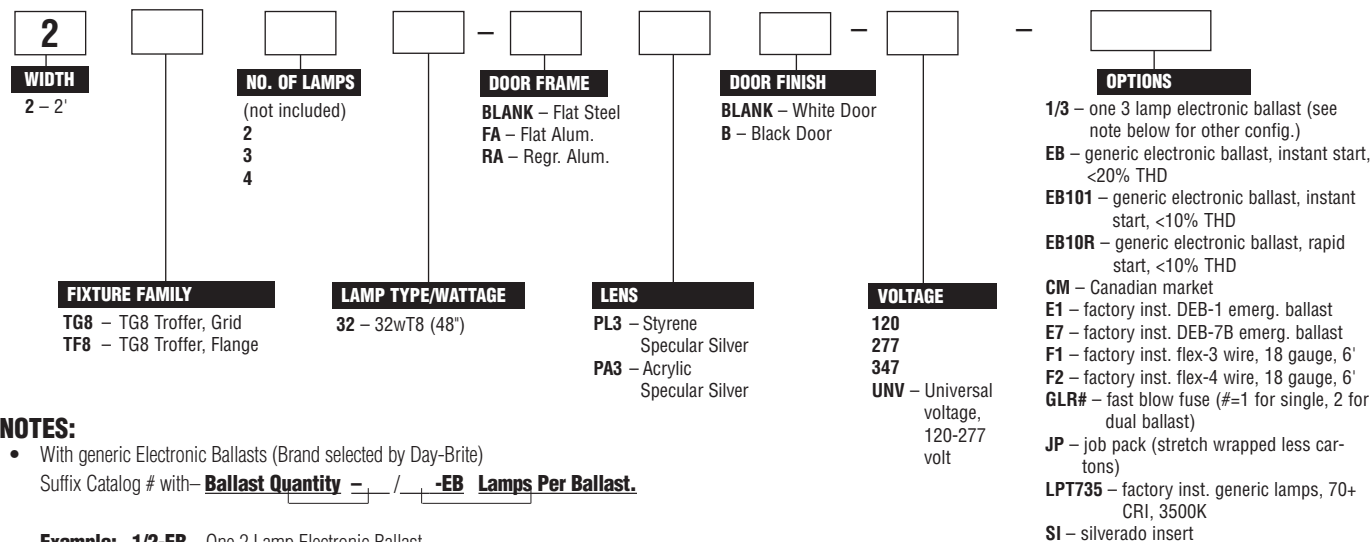 2 – – –
WIDTH
2 – 2'
NO. OF LAMPS
(not included)
2
3
4
DOOR FRAME
BLANK – Flat Steel
FA – Flat Alum.
RA – Regr. Alum.
DOOR FINISH
BLANK – White Door
B – Black Door
OPTIONS
1/3 – one 3 lamp electronic ballast (see
note below for other config.)
EB – generic electronic ballast, instant start,
<20% THD
EB101 – generic electronic ballast, instant
start, <10% THD
EB10R – generic electronic ballast, rapid
start, <10% THD
CM – Canadian market
E1 – factory inst. DEB-1 emerg. ballast
E7 – factory inst. DEB-7B emerg. ballast
F1 – factory inst. flex-3 wire, 18 gauge, 6'
F2 – factory inst. flex-4 wire, 18 gauge, 6'
GLR# – fast blow fuse (#=1 for single, 2 for
dual ballast)
JP – job pack (stretch wrapped less car-
tons)
LPT735 – factory inst. generic lamps, 70+
CRI, 3500K
SI – silverado insert
FIXTURE FAMILY
TG8 – TG8 Troffer, Grid
TF8 – TG8 Troffer, Flange
LAMP TYPE/WATTAGE
32 – 32wT8 (48")
LENS
PL3 – Styrene
Specular Silver
PA3 – Acrylic
Specular Silver
VOLTAGE
120
277
347
UNV – Universal
voltage,
120-277
volt
NOTES:
• With generic Electronic Ballasts (Brand selected by Day-Brite)
Suffix Catalog # with– Ballast Quantity – / -EB Lamps Per Ballast.
Example: 1/2-EB – One 2 Lamp Electronic Ballast